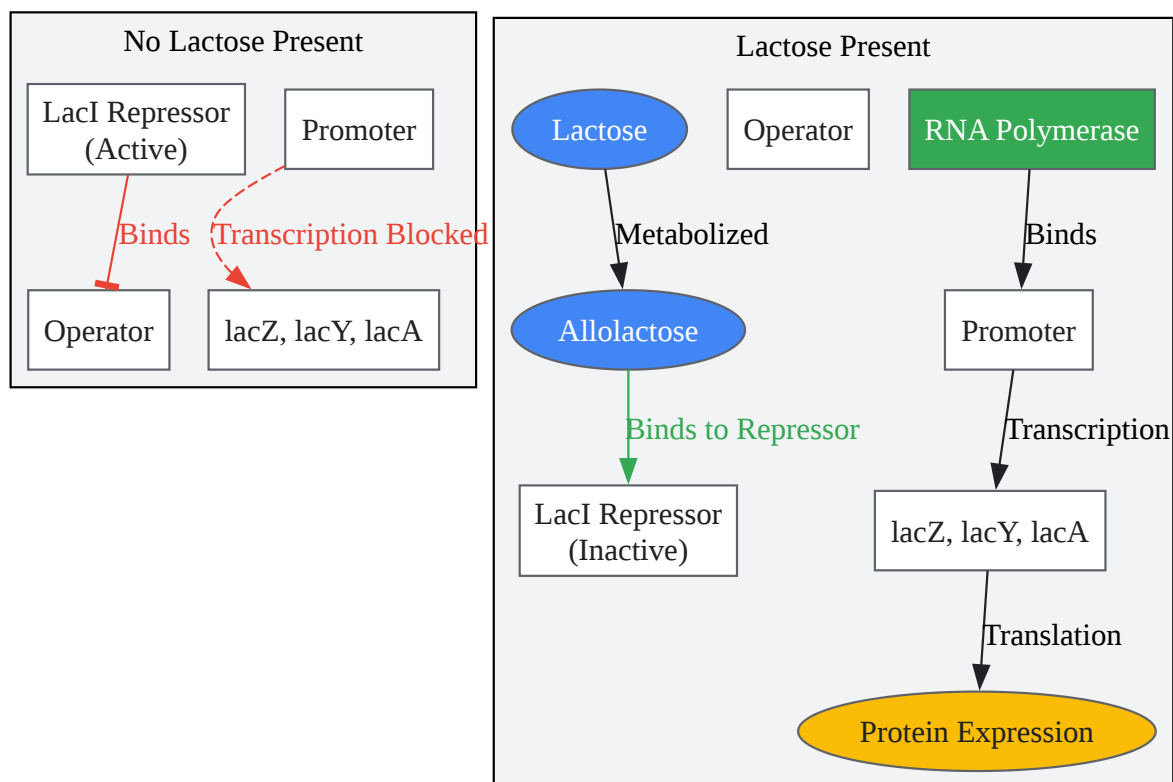 No Lactose Present
LacI Repressor
(Active)
Promoter
Binds
Transcription Blocked
Operator
lacZ, lacY, lacA
Lactose Present
Lactose
Operator
RNA Polymerase
Metabolized
Binds
Allolactose
Promoter
Binds to Repressor
Transcription
LacI Repressor
(Inactive)
lacZ, lacY, lacA
Translation
Protein Expression